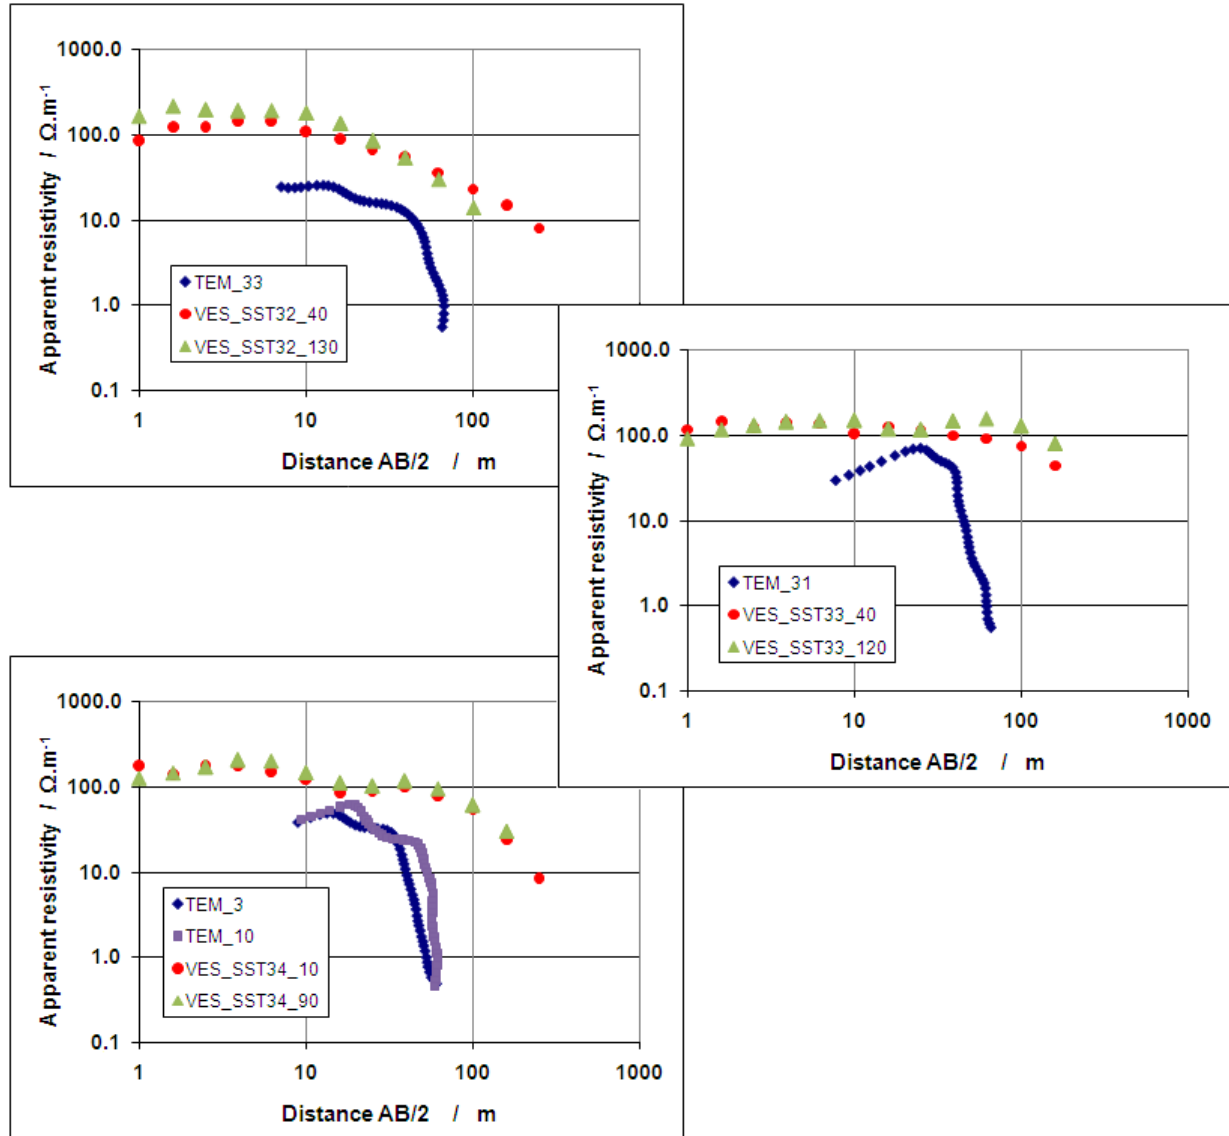 1000.0
100.0
10.0
1.0
0.1
Apparent resistivity / Ω.m⁻¹
TEM_33
VES_SST32_40
VES_SST32_130
1 10 100 1000
Distance AB/2 / m
1000.0
100.0
10.0
1.0
0.1
Apparent resistivity / Ω.m⁻¹
TEM_31
VES_SST33_40
VES_SST33_120
1 10 100 1000
Distance AB/2 / m
1000.0
100.0
10.0
1.0
0.1
Apparent resistivity / Ω.m⁻¹
TEM_3
TEM_10
VES_SST34_10
VES_SST34_90
1 10 100 1000
Distance AB/2 / m